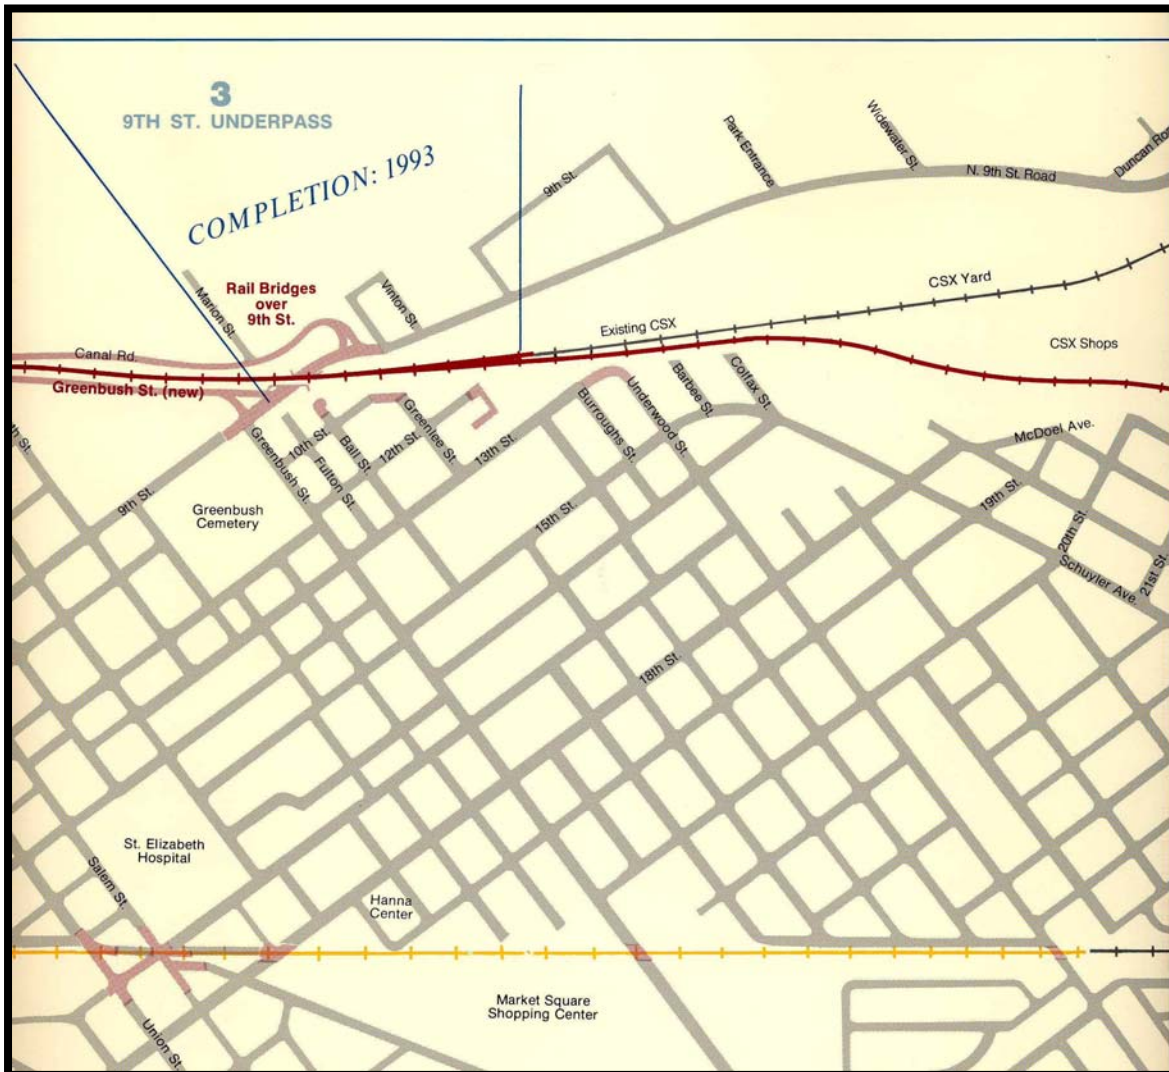 3
9TH ST. UNDERPASS
COMPLETION: 1993
9th St.
Park Entrance
Widewater St.
N. 9th St. Road
Duncan Ro
Marion St.
Rail Bridges
over
9th St.
Vinton St.
CSX Yard
Existing CSX
CSX Shops
Canal Rd.
Greenbush St. (new)
th St.
9th St.
Greenbush St.
10th St.
Fulton St.
Ball St.
12th St.
Greenlee St.
13th St.
Burroughs St.
Underwood St.
Barbee St.
Colfax St.
McDoel Ave.
Greenbush
Cemetery
15th St.
19th St.
20th St.
Schuyler Ave.
21st St.
18th St.
St. Elizabeth
Hospital
Salem St.
Hanna
Center
Market Square
Shopping Center
Union St.